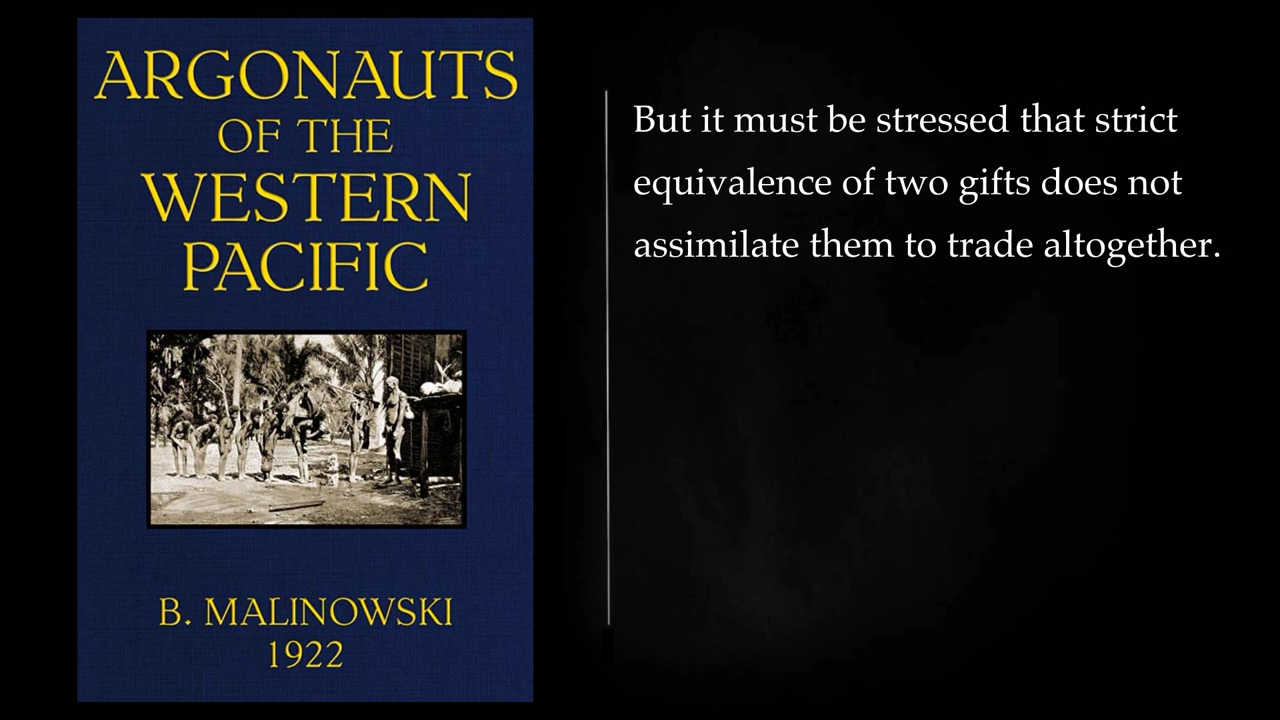 ARGONAUTS
OF THE
WESTERN
PACIFIC
B. MALINOWSKI
1922
But it must be stressed that strict
equivalence of two gifts does not
assimilate them to trade altogether.